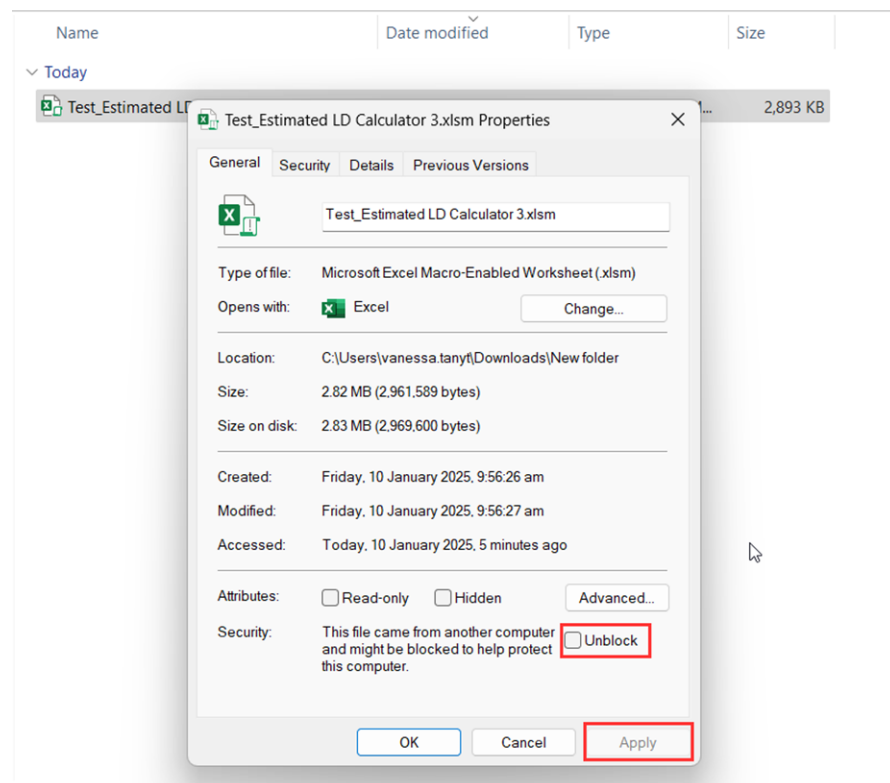 Name Date modified Type Size
Today
Test_Estimated 2,893 KB
Test_Estimated LD Calculator 3.xlsm Properties
General Security Details Previous Versions
Test_Estimated LD Calculator 3.xlsm
Type of file: Microsoft Excel Macro-Enabled Worksheet (.xlsm)
Opens with: Excel Change...
Location: C:\Users\vanessa.tanyt\Downloads\New folder
Size: 2.82 MB (2,961,589 bytes)
Size on disk: 2.83 MB (2,969,600 bytes)
Created: Friday, 10 January 2025, 9:56:26 am
Modified: Friday, 10 January 2025, 9:56:27 am
Accessed: Today, 10 January 2025, 5 minutes ago
Attributes: Read-only Hidden Advanced...
Security: This file came from another computer
and might be blocked to help protect
this computer.
Unblock
OK Cancel Apply